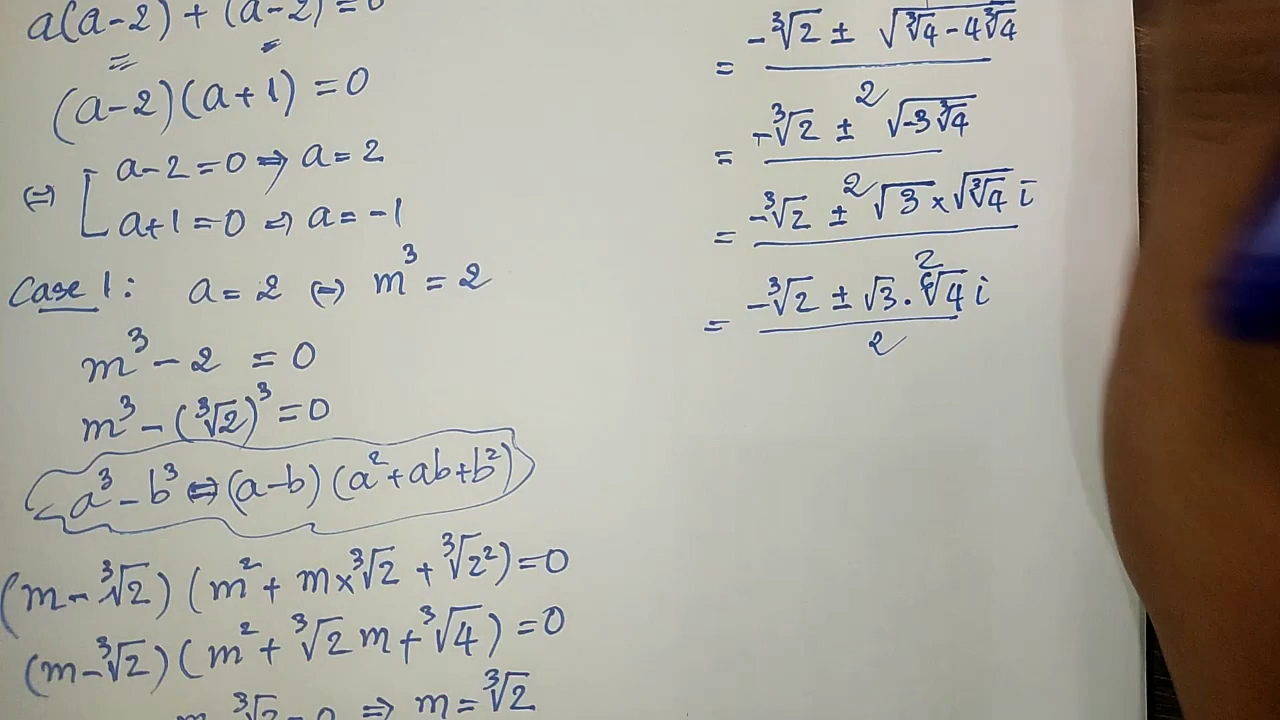 a(a-2) + (a-2) = 0
(a-2)(a+1) = 0
⇔ [ a-2 = 0 ⇒ a = 2
a+1 = 0 ⇒ a = -1
Case 1: a = 2 ⇔ m³ = 2
m³ - 2 = 0
m³ - (∛2)³ = 0
a³ - b³ ⇔ (a-b)(a² + ab + b²)
(m - ∛2)(m² + m×∛2 + ∛2²) = 0
(m - ∛2)(m² + ∛2 m + ∛4) = 0
m - ∛2 = 0 ⇒ m = ∛2
= (-∛2 ± √(∛4 - 4∛4)) / 2
= (-∛2 ± √(-3∛4)) / 2
= (-∛2 ± √3 × √(∛4) i) / 2
= (-∛2 ± √3 · ⁶√4 i) / 2